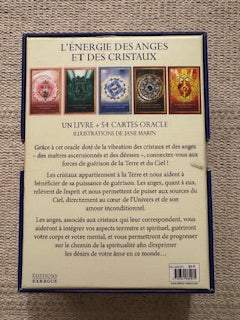 L'ÉNERGIE DES ANGES
ET DES CRISTAUX
UN LIVRE + 54 CARTES ORACLE
ILLUSTRATIONS DE JANE MARIN
Grâce à cet oracle doté de la vibration des cristaux et des anges
– des maîtres ascensionnés et des déesses –, connectez-vous aux
forces de guérison de la Terre et du Ciel !
Les cristaux appartiennent à la Terre et nous aident à
bénéficier de sa puissance de guérison. Les anges, quant à eux,
relèvent de l'esprit et nous permettent de puiser aux sources du
Ciel, directement au cœur de l'Univers et de son
amour inconditionnel.
Les anges, associés aux cristaux qui leur correspondent, vous
aideront à intégrer vos aspects terrestre et spirituel, guériront
votre corps et votre mental, et vous permettront de progresser
sur le chemin de la spiritualité afin d'exprimer
les désirs de votre âme en ce monde...
ÉDITIONS
EXERGUE